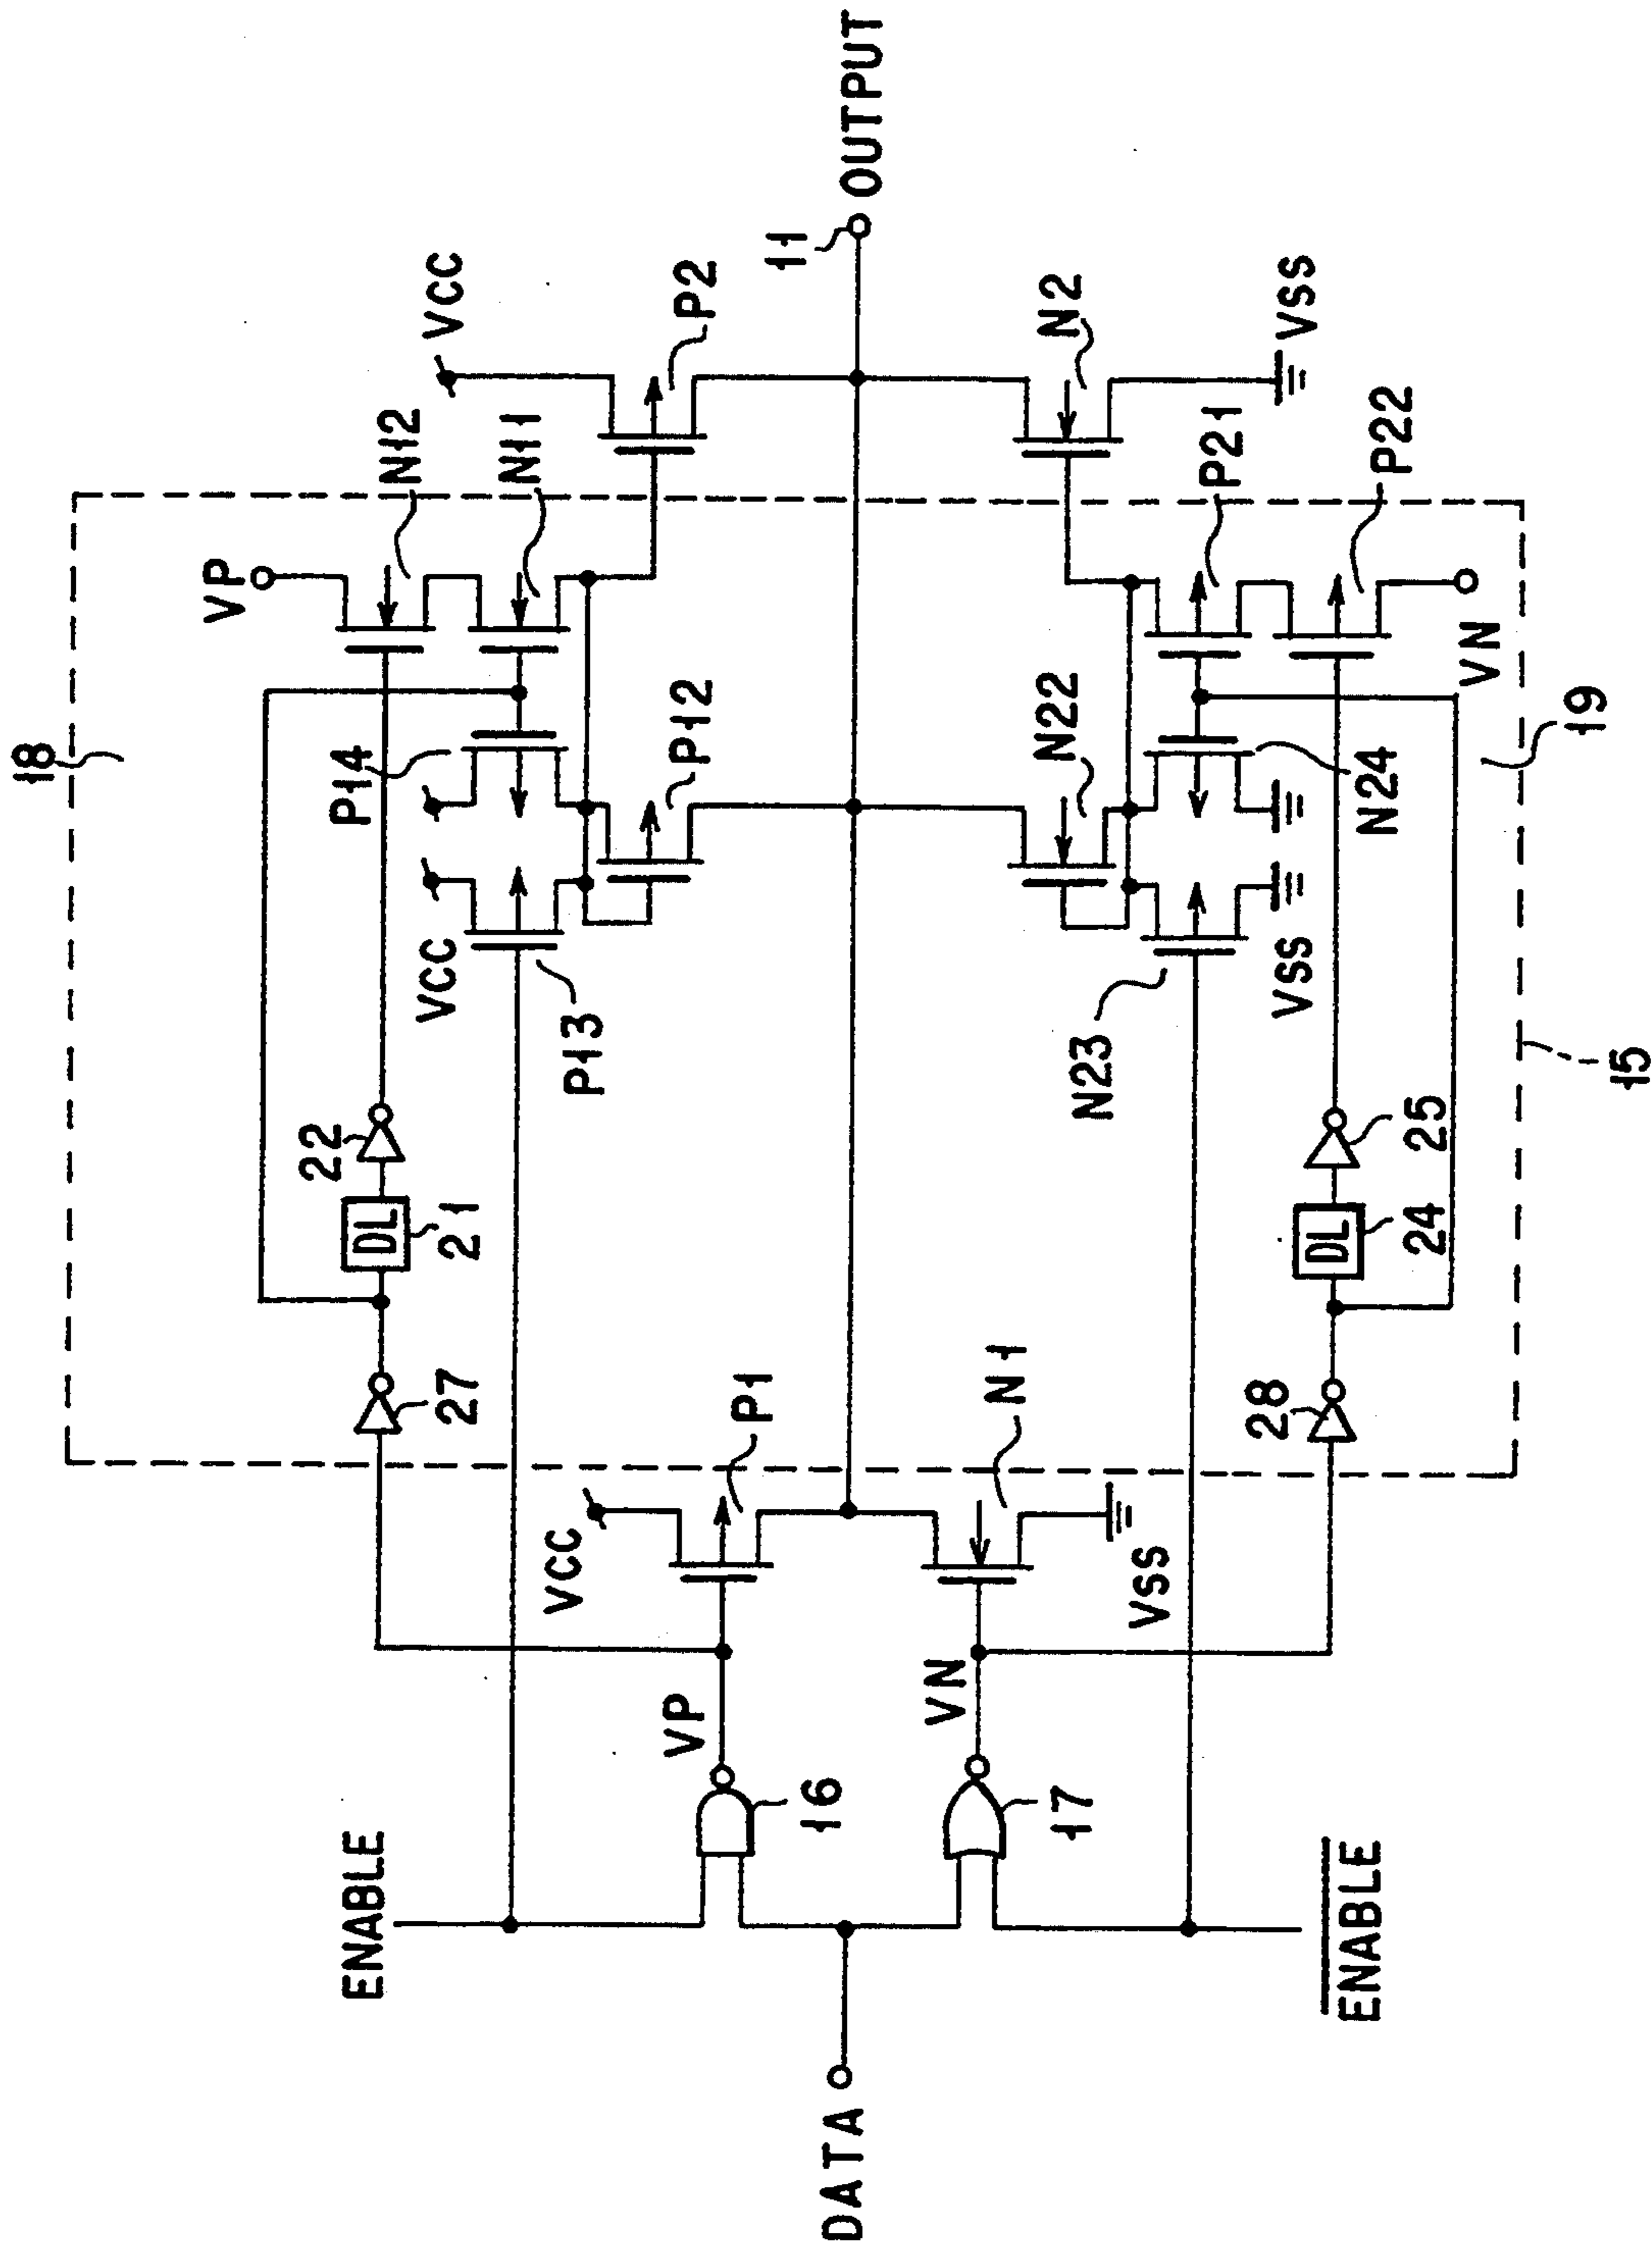 18
VP
ENABLE
22
P14
N12
DL
27
21
VCC
VCC
N11
VCC
P13
VP
P12
P2
P1
11
16
DATA
OUTPUT
VN
N1
N22
N2
17
N23
VSS
P21
28
VSS
VSS
DL
ENABLE
N24
P22
24
25
VN
19
15